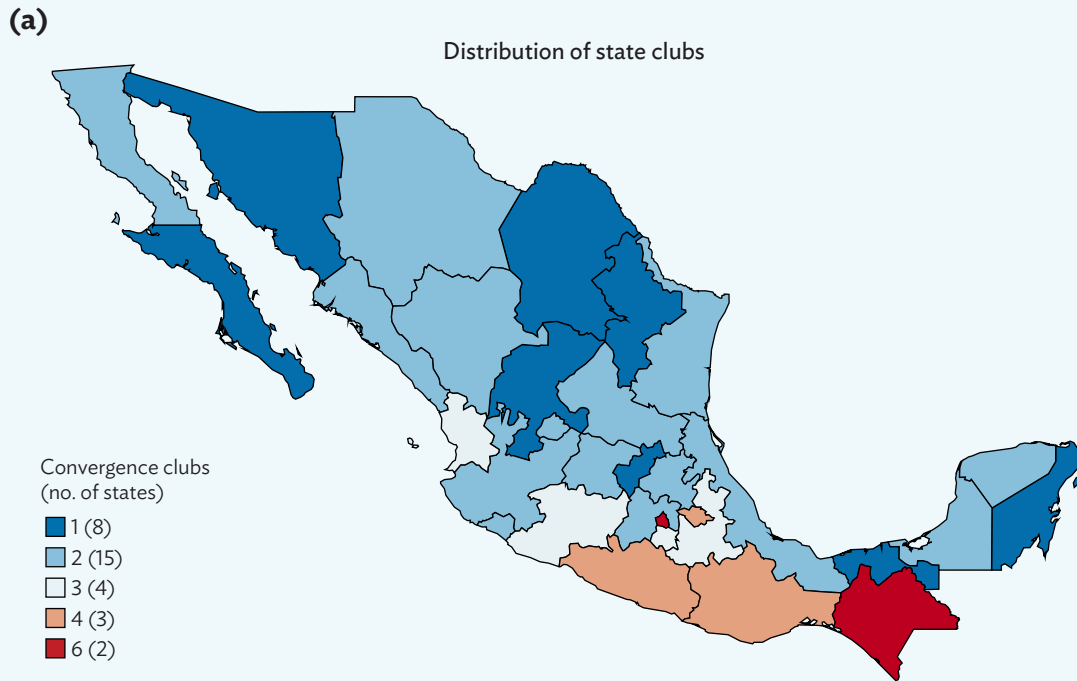 (a)
Distribution of state clubs
Convergence clubs
(no. of states)
1 (8)
2 (15)
3 (4)
4 (3)
6 (2)